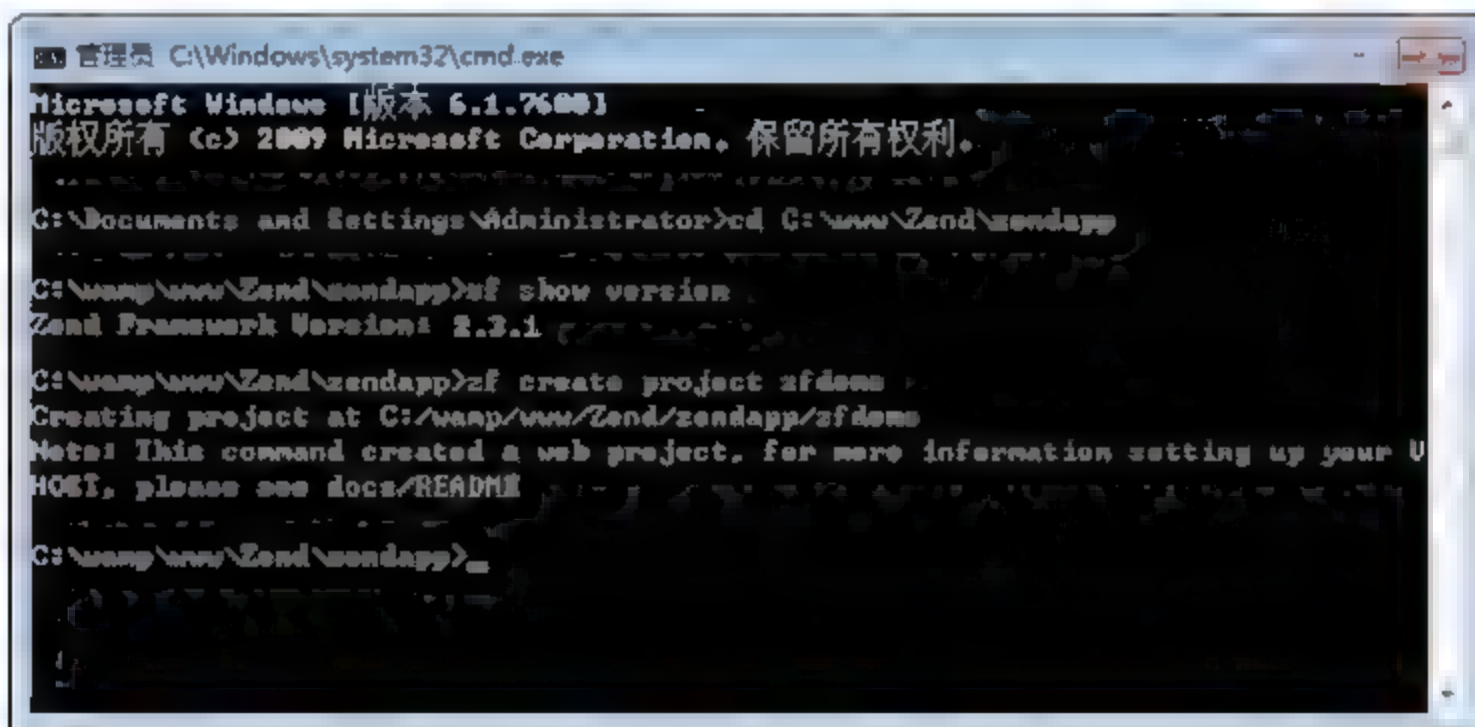 管理员 C:\Windows\system32\cmd.exe
Microsoft Windows [版本 6.1.7600]
版权所有 (c) 2009 Microsoft Corporation。保留所有权利。
C:\Documents and Settings\Administrator>cd C:\www\Zend\zendapp
C:\wamp\www\Zend\zendapp>zf show version
Zend Framework Version: 2.3.1
C:\wamp\www\Zend\zendapp>zf create project zfdemo
Creating project at C:/wamp/www/Zend/zendapp/zfdemo
Note: This command created a web project, for more information setting up your V
HOST, please see docs/README
C:\wamp\www\Zend\zendapp>_